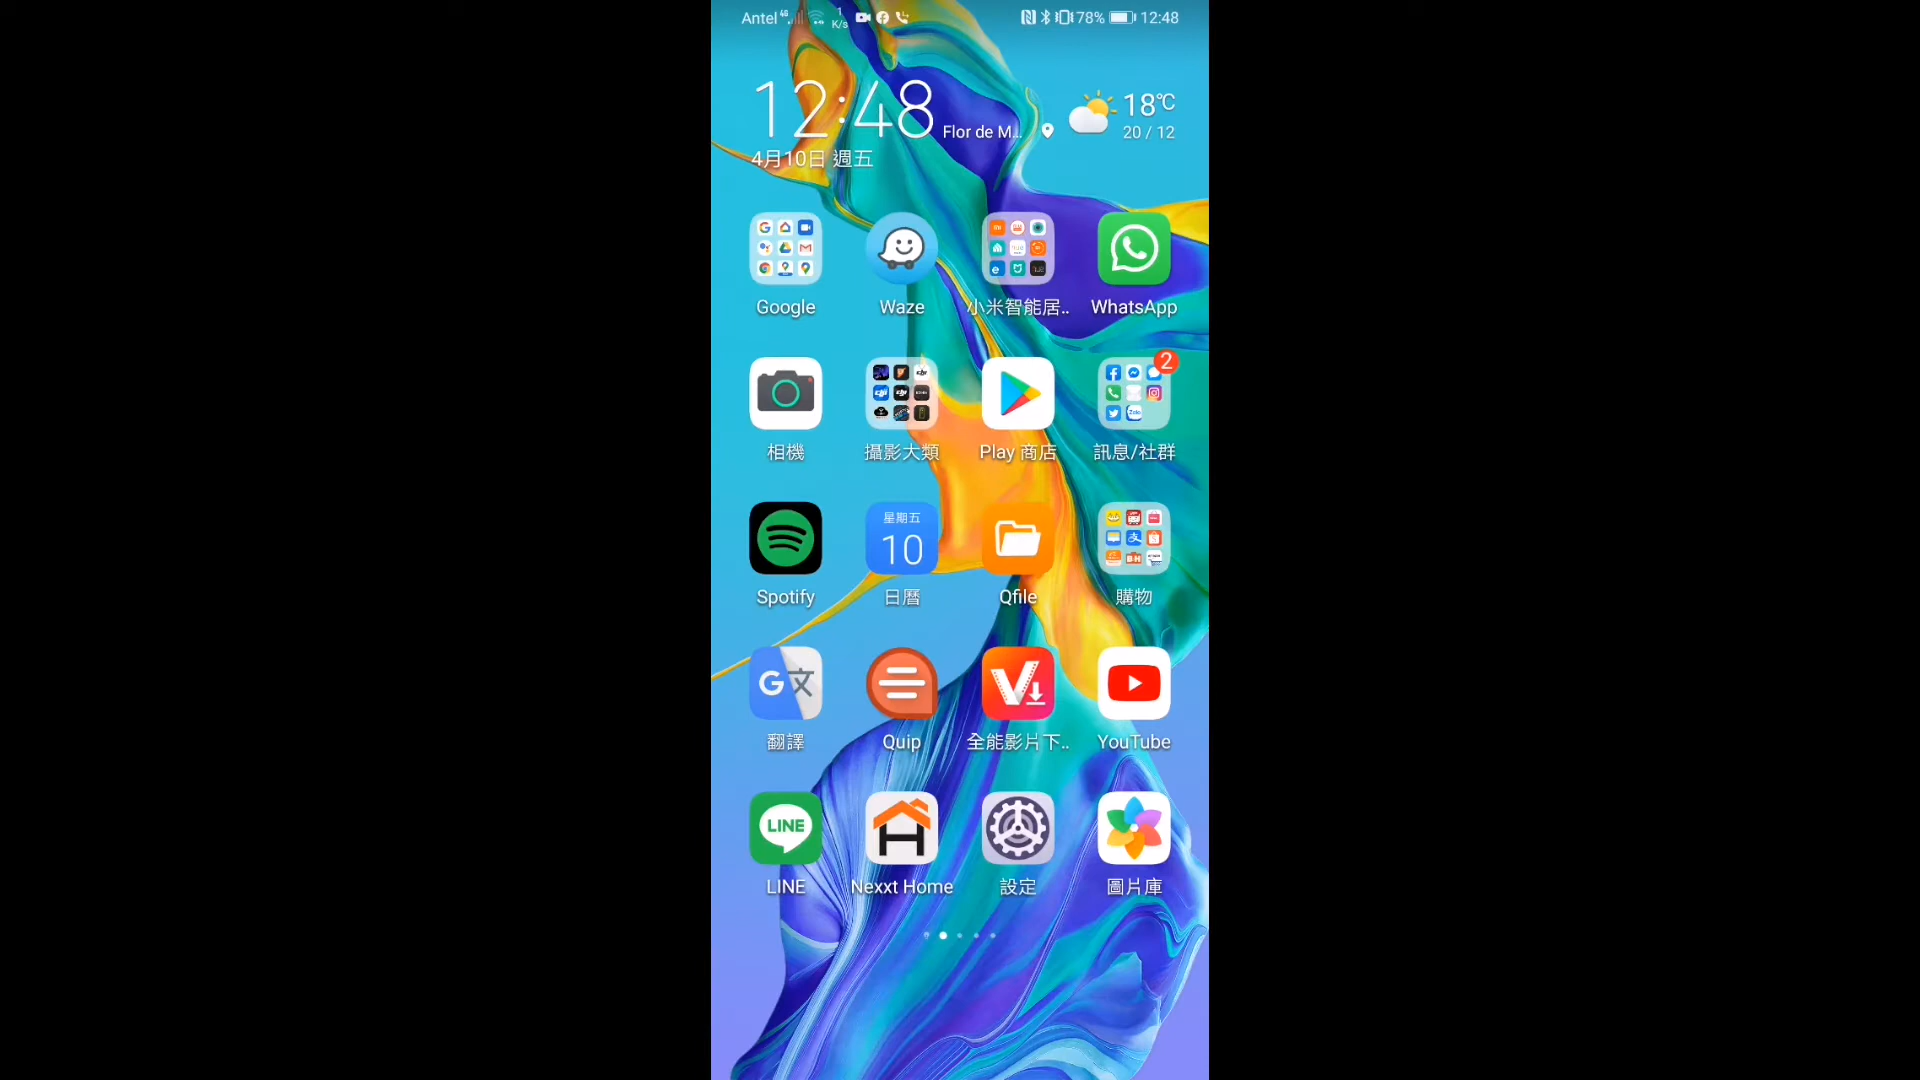 Antel 4G 1 K/s 78% 12:48
12:48
Flor de M...
18℃
20 / 12
4月10日 週五
Google
Waze
小米智能居..
WhatsApp
2
相機
攝影大類
Play 商店
訊息/社群
星期五
10
Spotify
日曆
Qfile
購物
G 文
翻譯
Quip
全能影片下..
YouTube
LINE
LINE
Nexxt Home
設定
圖片庫